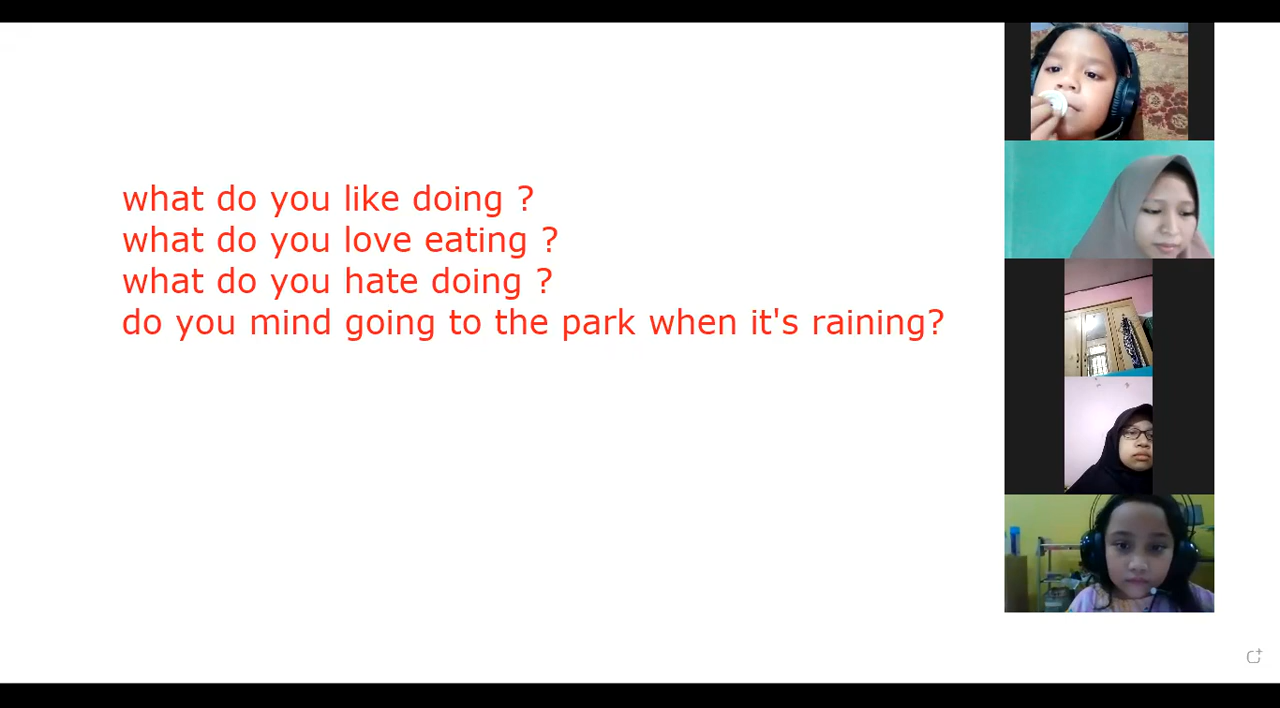 what do you like doing ?
what do you love eating ?
what do you hate doing ?
do you mind going to the park when it's raining?